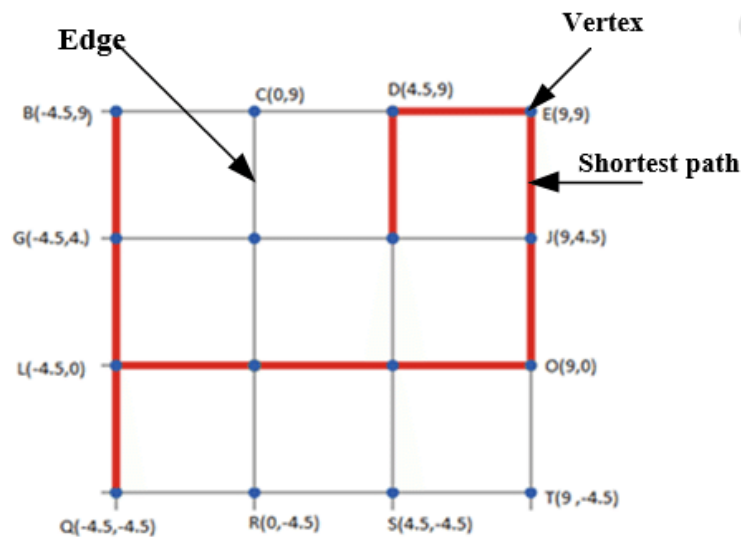 Vertex
Edge
D(4.5,9)
C(0,9)
B(-4.5,9)
E(9,9)
Shortest path
G(-4.5,4.)
J(9,4.5)
L(-4.5,0)
O(9,0)
T(9 ,-4.5)
Q(-4.5,-4.5)
R(0,-4.5)
S(4.5,-4.5)